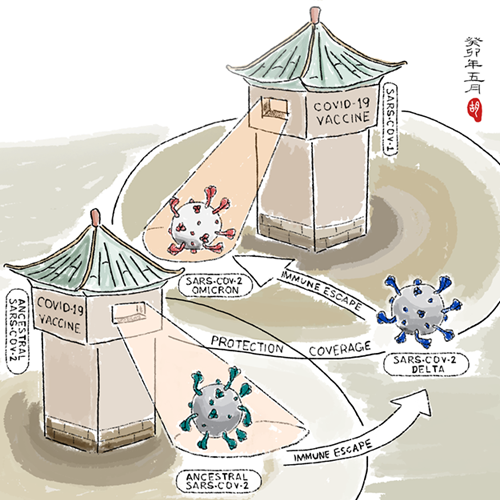 癸卯年五月
胡
COVID-19
VACCINE
SARS-COV-1
SARS-COV-2
OMICRON
IMMUNE ESCAPE
COVID-19
VACCINE
ANCESTRAL
SARS-COV-2
PROTECTION COVERAGE
SARS-COV-2
DELTA
IMMUNE ESCAPE
ANCESTRAL
SARS-COV-2